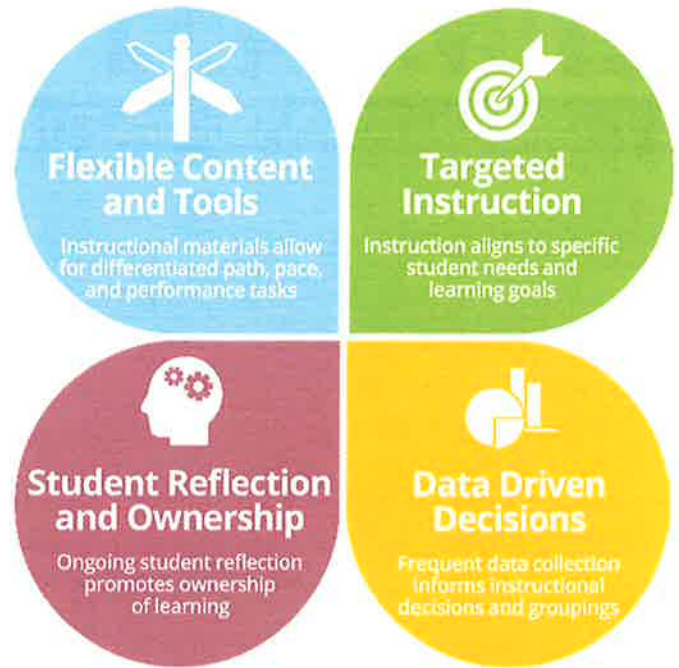 Flexible Content
and Tools
Instructional materials allow
for differentiated path, pace,
and performance tasks
Targeted
Instruction
Instruction aligns to specific
student needs and
learning goals
Student Reflection
and Ownership
Ongoing student reflection
promotes ownership
of learning
Data Driven
Decisions
Frequent data collection
informs instructional
decisions and groupings